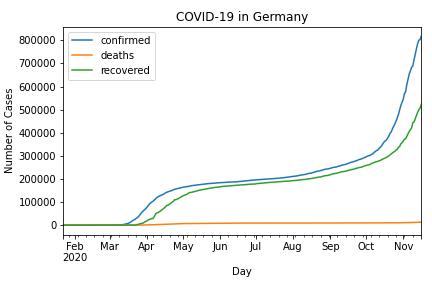 COVID-19 in Germany
confirmed
deaths
recovered
Number of Cases
800000
700000
600000
500000
400000
300000
200000
100000
0
Feb Mar Apr May Jun Jul Aug Sep Oct Nov
2020
Day